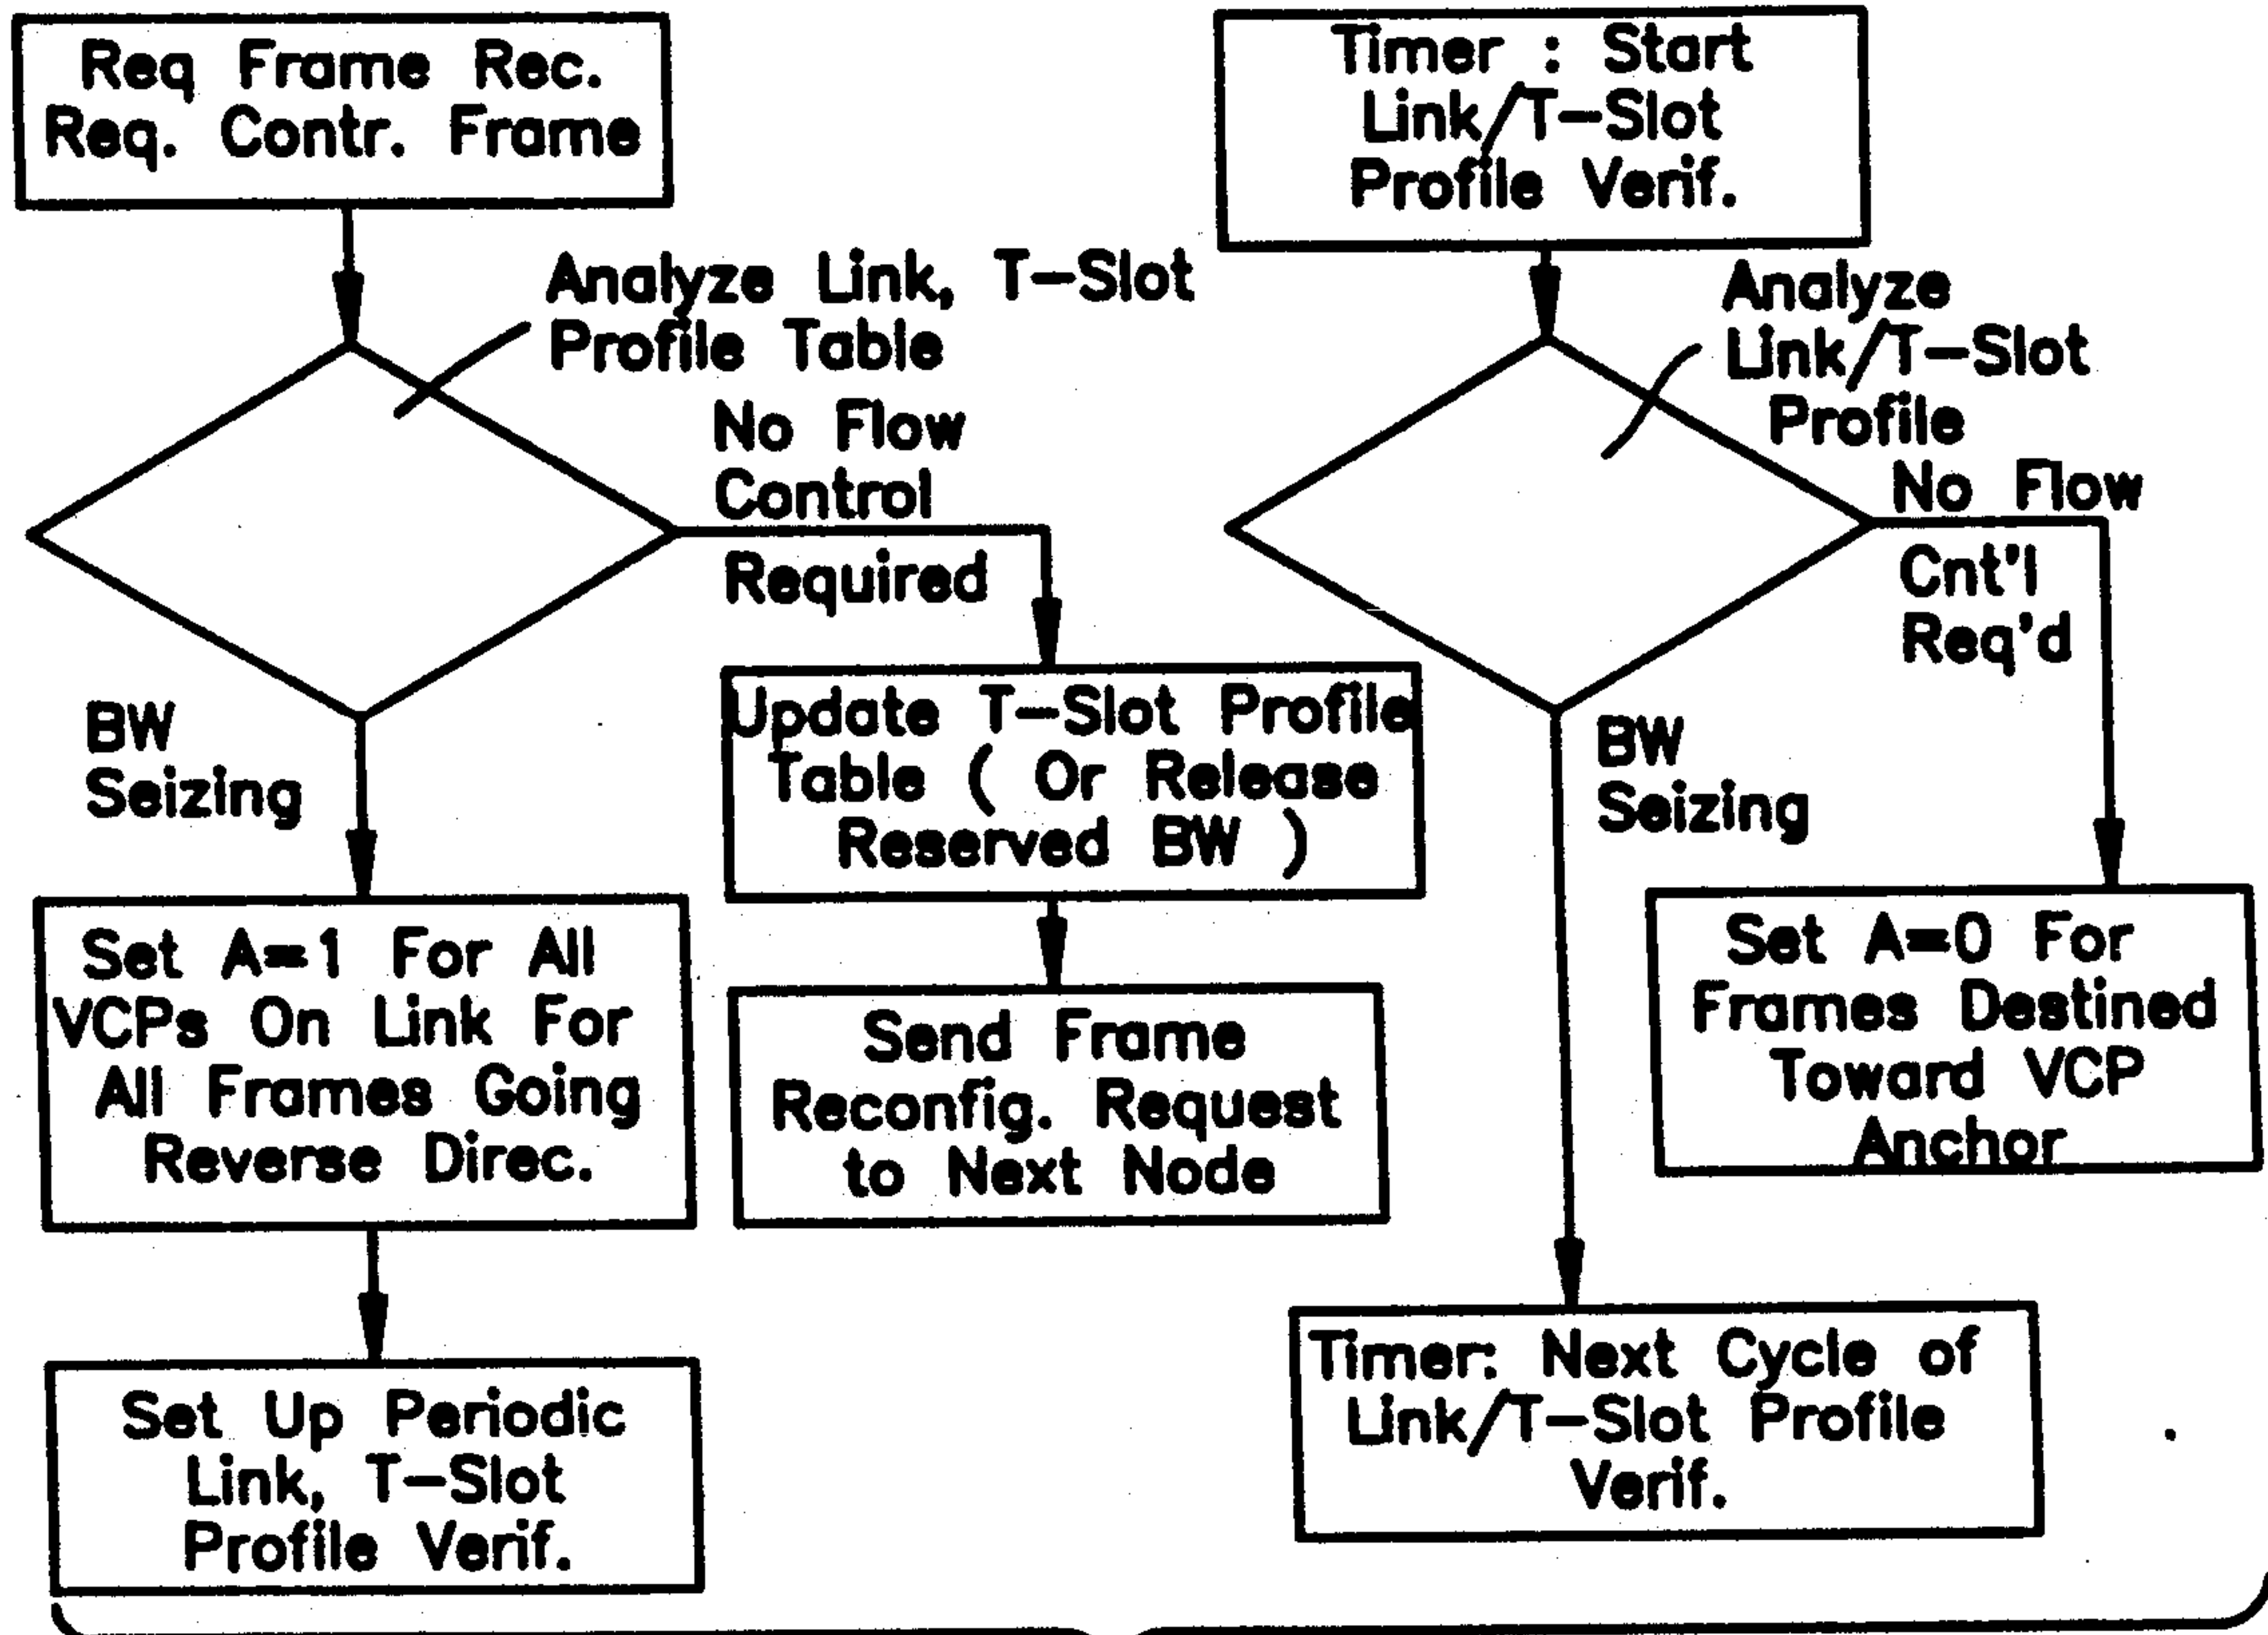 Req Frame Rec.
Req. Contr. Frame
Analyze Link, T-Slot
Profile Table
No Flow
Control
Required
BW
Seizing
Update T-Slot Profile
Table ( Or Release
Reserved BW )
Set A=1 For All
VCPs On Link For
All Frames Going
Reverse Direc.
Send Frame
Reconfig. Request
to Next Node
Set Up Periodic
Link, T-Slot
Profile Verif.
Timer : Start
Link/T-Slot
Profile Verif.
Analyze
Link/T-Slot
Profile
No Flow
Cnt'l
Req'd
BW
Seizing
Set A=0 For
Frames Destined
Toward VCP
Anchor
Timer: Next Cycle of
Link/T-Slot Profile
Verif.